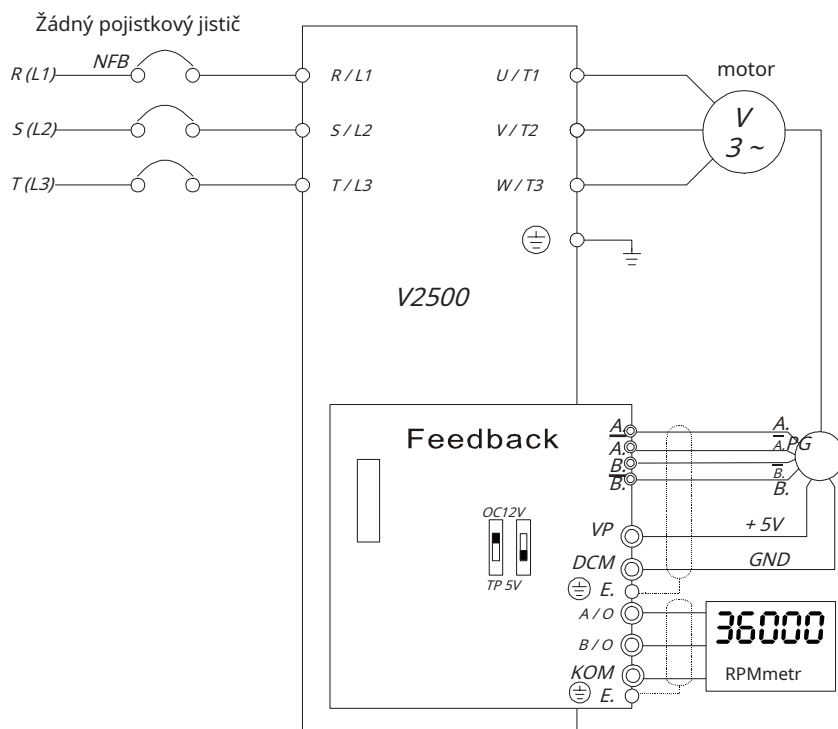 Žádný pojistkový jistič
NFB
R (L1)
R / L1
U / T1
motor
S (L2)
S / L2
V / T2
V
3 ~
T (L3)
T / L3
W / T3
V2500
Feedback
A.
A.
A.
A.
PG
B.
B.
B.
B.
OC12V
VP
+ 5V
TP 5V
DCM
GND
E.
A / O
36000
B / O
KOM
RPMmetr
E.